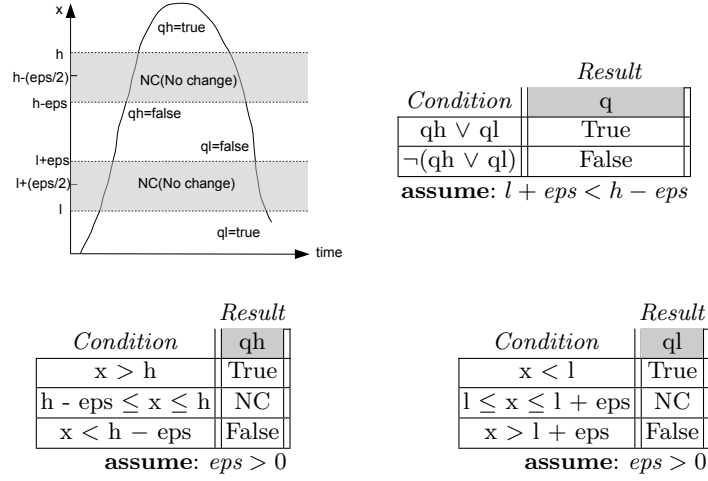 x
qh=true
h
h-(eps/2)
NC(No change)
h-eps
qh=false
ql=false
l+eps
l+(eps/2)
NC(No change)
l
ql=true
time
Result
Condition q
qh ∨ ql True
¬(qh ∨ ql) False
assume: l + eps < h − eps
Result
Condition qh
x > h True
h - eps ≤ x ≤ h NC
x < h − eps False
assume: eps > 0
Result
Condition ql
x < l True
l ≤ x ≤ l + eps NC
x > l + eps False
assume: eps > 0